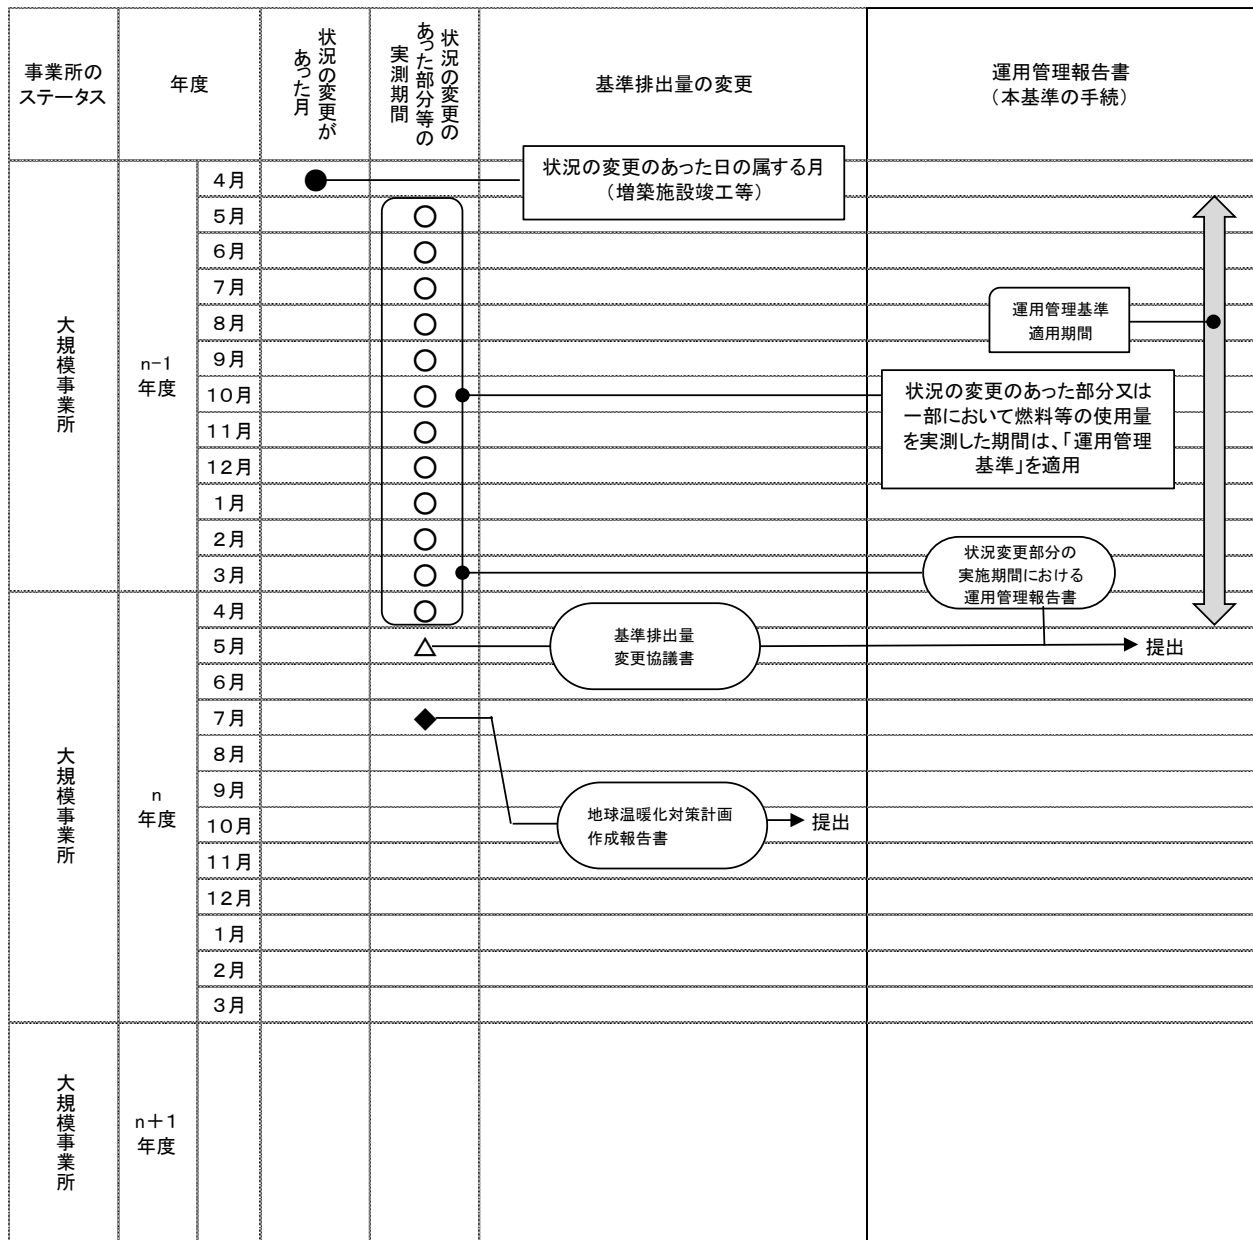 事業所の
ステータス
年度
状況の変更が
あった月
状況の変更の
あった部分等の
実測期間
基準排出量の変更
運用管理報告書
（本基準の手続）
大規模事業所
n−1
年度
4月
状況の変更のあった日の属する月
（増築施設竣工等）
5月
6月
7月
8月
運用管理基準
適用期間
9月
10月
状況の変更のあった部分又は
一部において燃料等の使用量
を実測した期間は、「運用管理
基準」を適用
11月
12月
1月
2月
3月
状況変更部分の
実施期間における
運用管理報告書
大規模事業所
n
年度
4月
5月
基準排出量
変更協議書
提出
6月
7月
8月
9月
10月
地球温暖化対策計画
作成報告書
提出
11月
12月
1月
2月
3月
大規模事業所
n＋1
年度